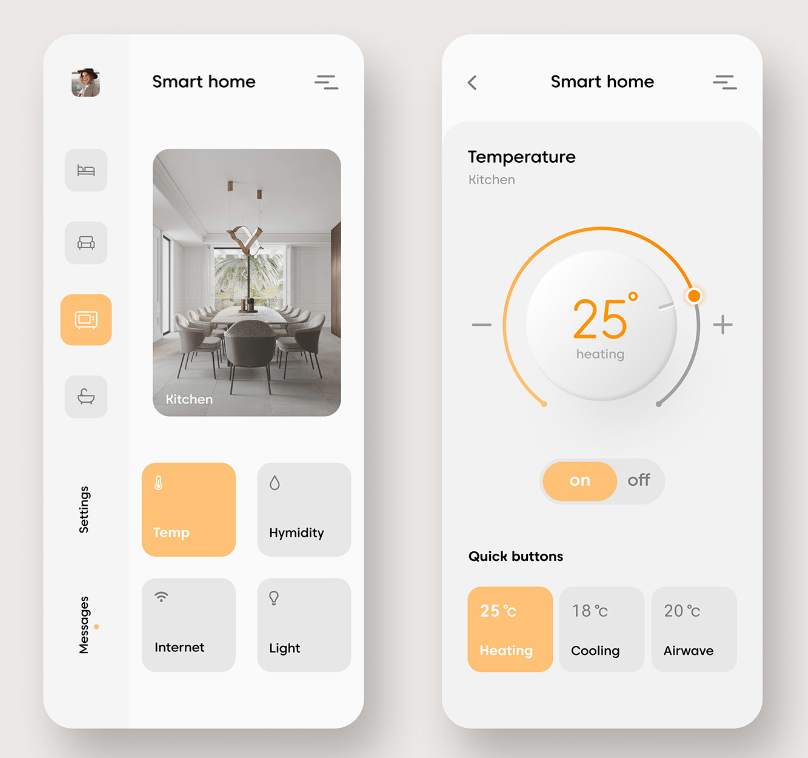 Smart home
Kitchen
Temp
Hymidity
Internet
Light
Settings
Messages
Smart home
Temperature
Kitchen
25°
heating
on
off
Quick buttons
25 °C
Heating
18 °C
Cooling
20 °C
Airwave